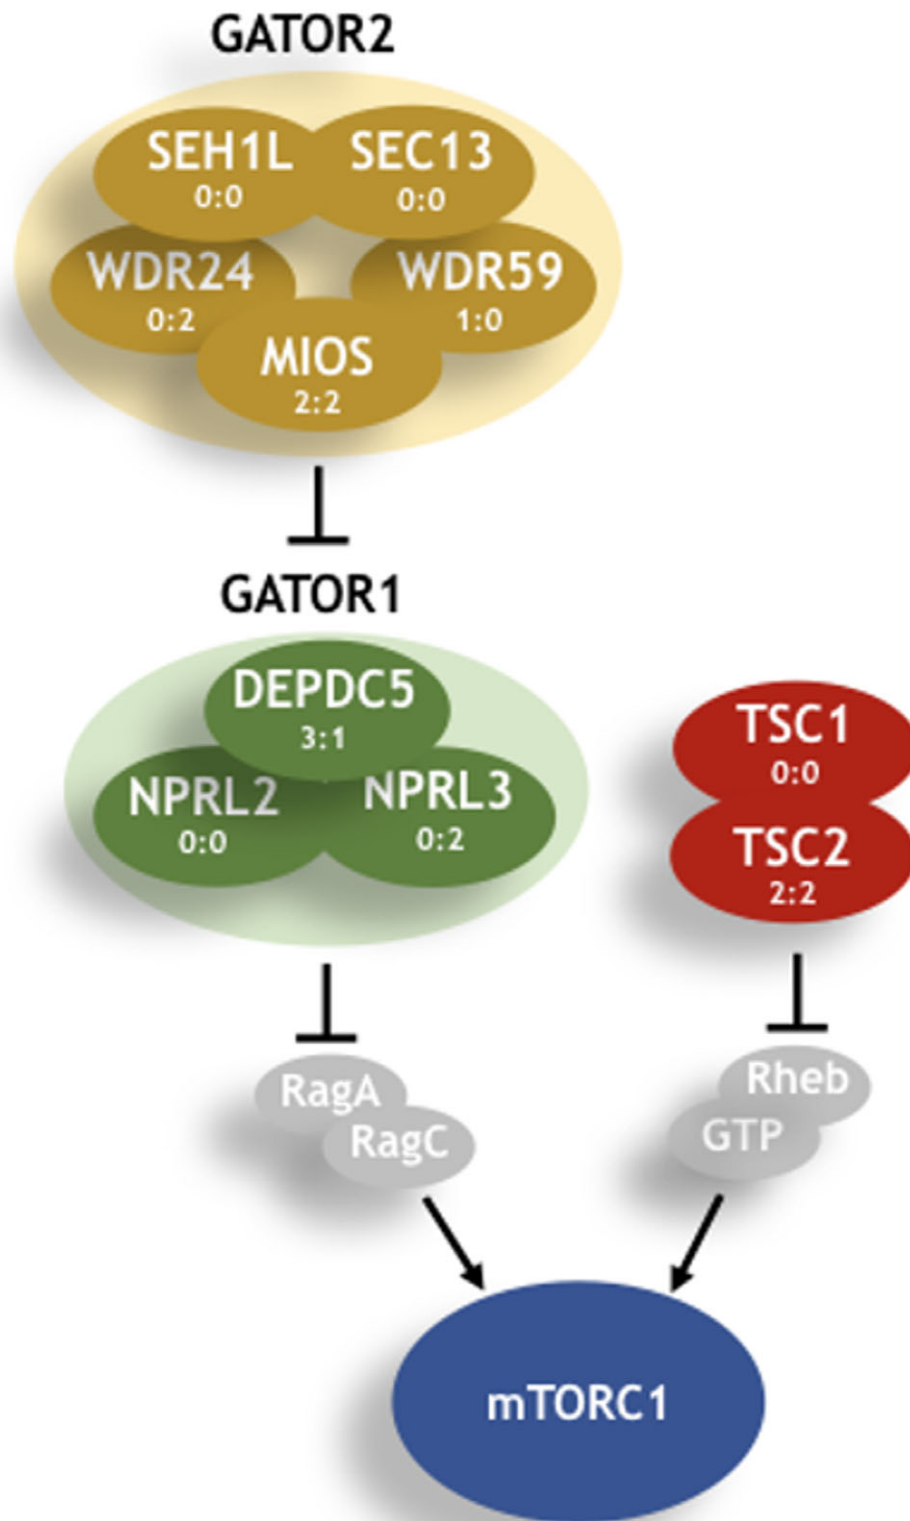 GATOR2
SEH1L
0:0
SEC13
0:0
WDR24
0:2
WDR59
1:0
MIOS
2:2
GATOR1
DEPDC5
3:1
NPRL2
0:0
NPRL3
0:2
TSC1
0:0
TSC2
2:2
RagA
RagC
Rheb
GTP
mTORC1